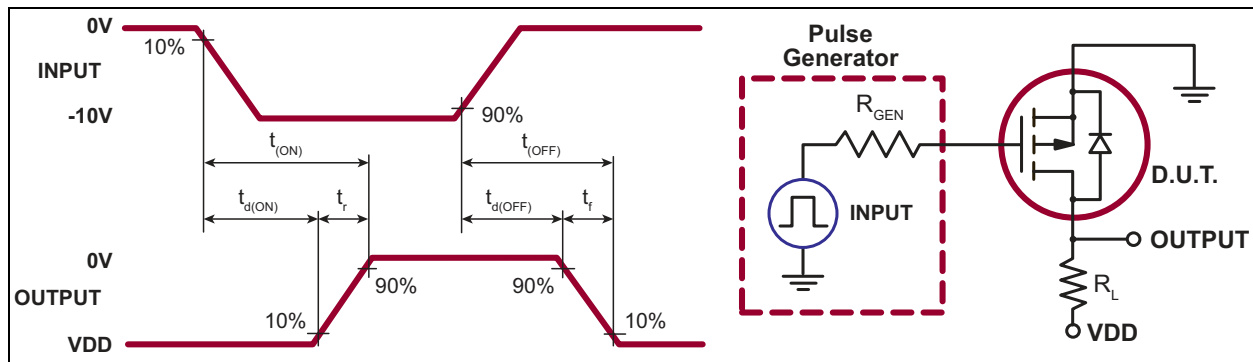 0V
10%
INPUT
-10V
90%
t(ON)
t(OFF)
td(ON)
tr
td(OFF)
tf
0V
OUTPUT
90%
90%
10%
10%
VDD
Pulse
Generator
RGEN
INPUT
D.U.T.
OUTPUT
RL
VDD